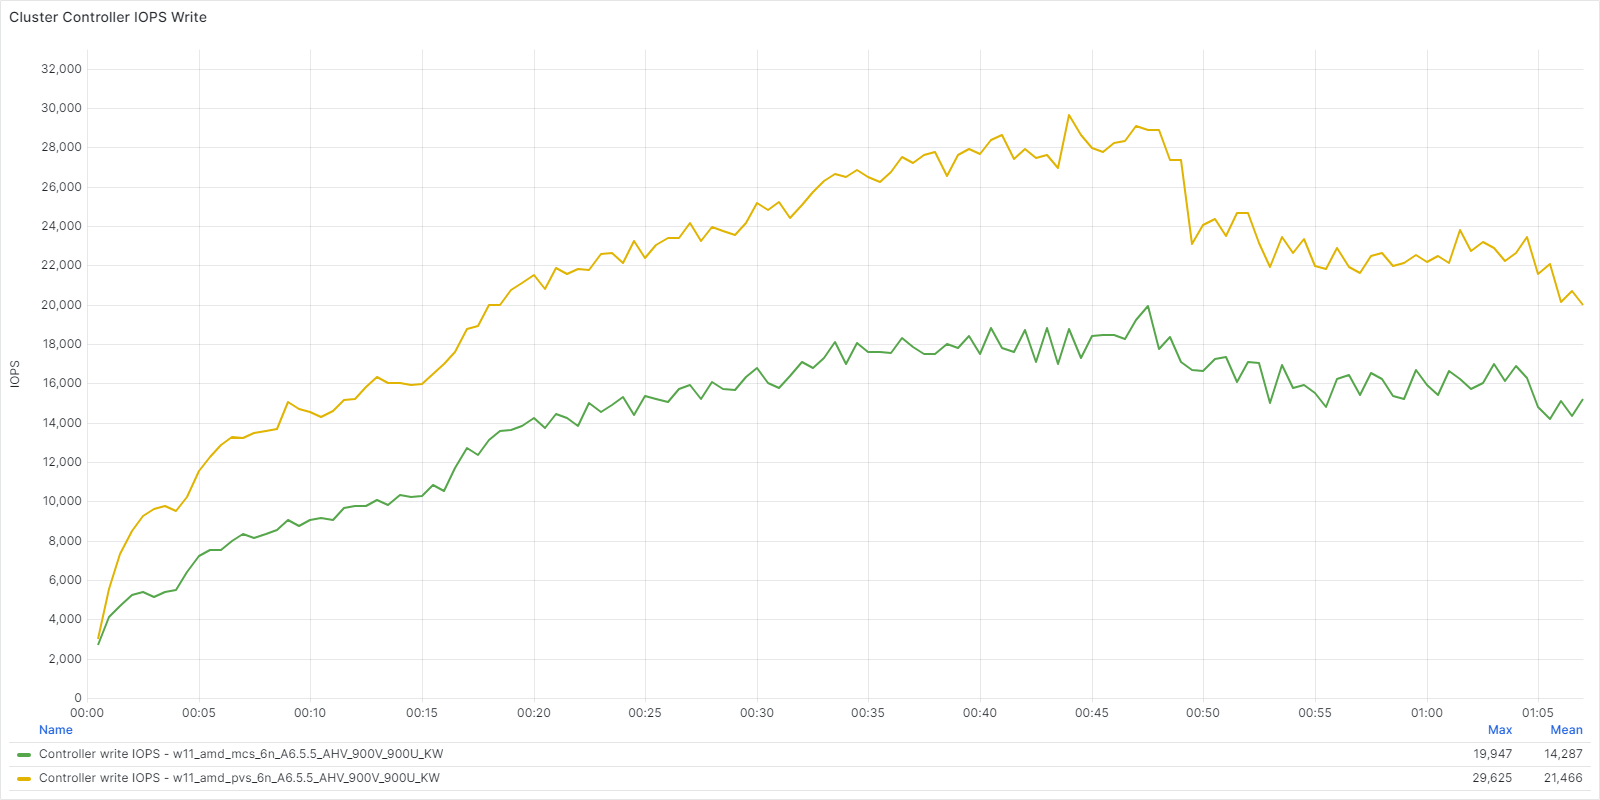 Cluster Controller IOPS Write
IOPS
32,000
30,000
28,000
26,000
24,000
22,000
20,000
18,000
16,000
14,000
12,000
10,000
8,000
6,000
4,000
2,000
0
00:00 00:05 00:10 00:15 00:20 00:25 00:30 00:35 00:40 00:45 00:50 00:55 01:00 01:05
Name Max Mean
Controller write IOPS - w11_amd_mcs_6n_A6.5.5_AHV_900V_900U_KW 19,947 14,287
Controller write IOPS - w11_amd_pvs_6n_A6.5.5_AHV_900V_900U_KW 29,625 21,466